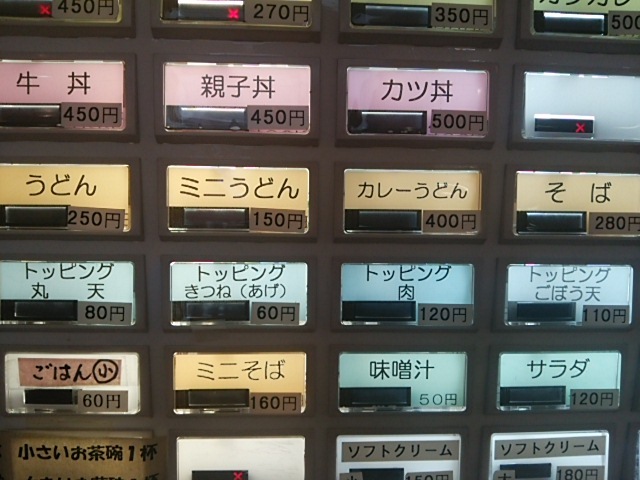 450円
270円
350円
500
牛 丼
450円
親子丼
450円
カツ丼
500円
うどん
250円
ミニうどん
150円
カレーうどん
400円
そ ば
280円
トッピング
丸 天
80円
トッピング
きつね（あげ）
60円
トッピング
肉
120円
トッピング
ごぼう天
110円
ごはん小
60円
ミニそば
160円
味噌汁
50円
サラダ
120円
小さいお茶碗1杯
ソフトクリーム
150円
ソフトクリーム
180円